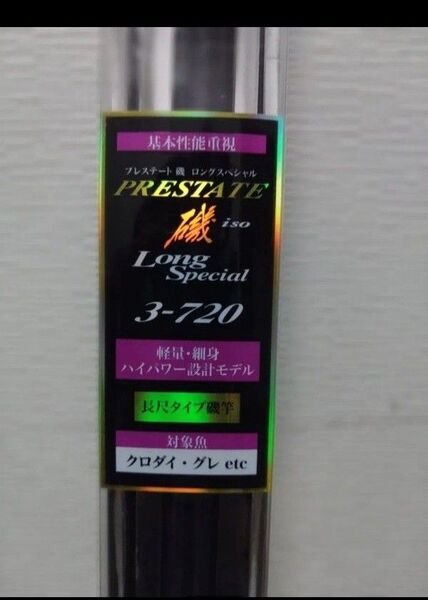 基本性能重視
プレステート 磯 ロングスペシャル
PRESTATE
磯 iso
Long
Special
3-720
軽量・細身
ハイパワー設計モデル
長尺タイプ磯竿
対象魚
クロダイ・グレ etc